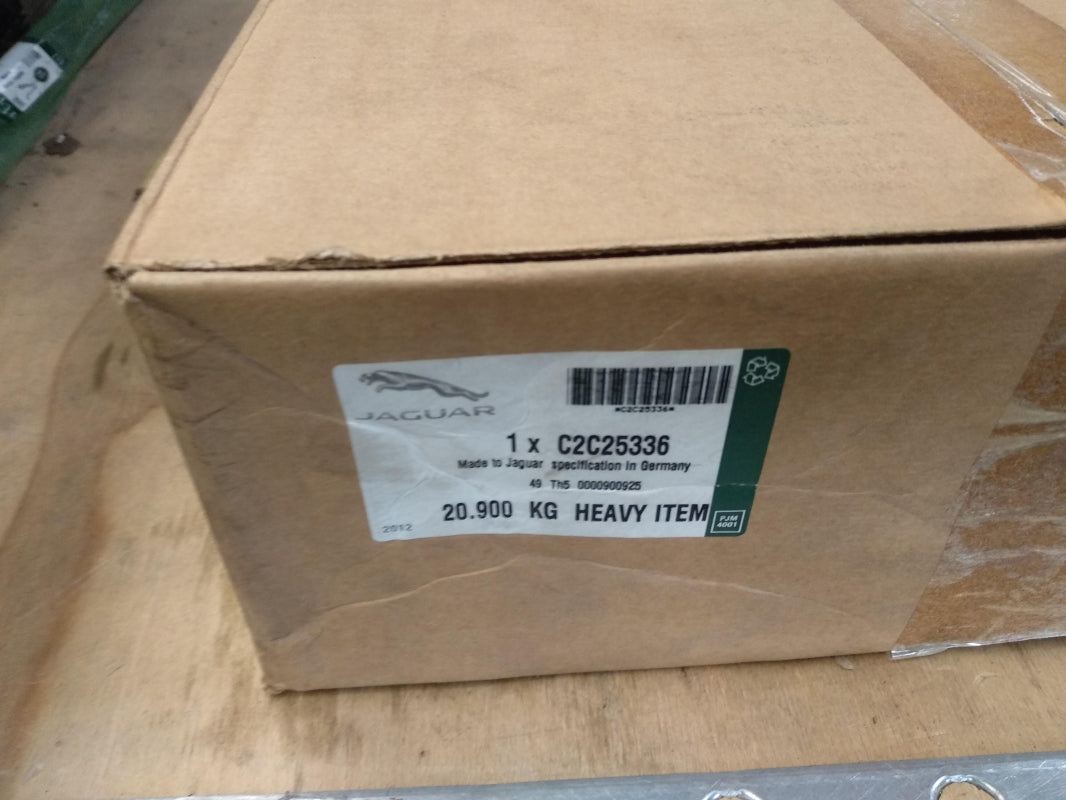 JAGUAR
*C2C25336*
1 x C2C25336
Made to Jaguar specification in Germany
49 Th5 0000900925
20.900 KG HEAVY ITEM
2012
PJM
4001